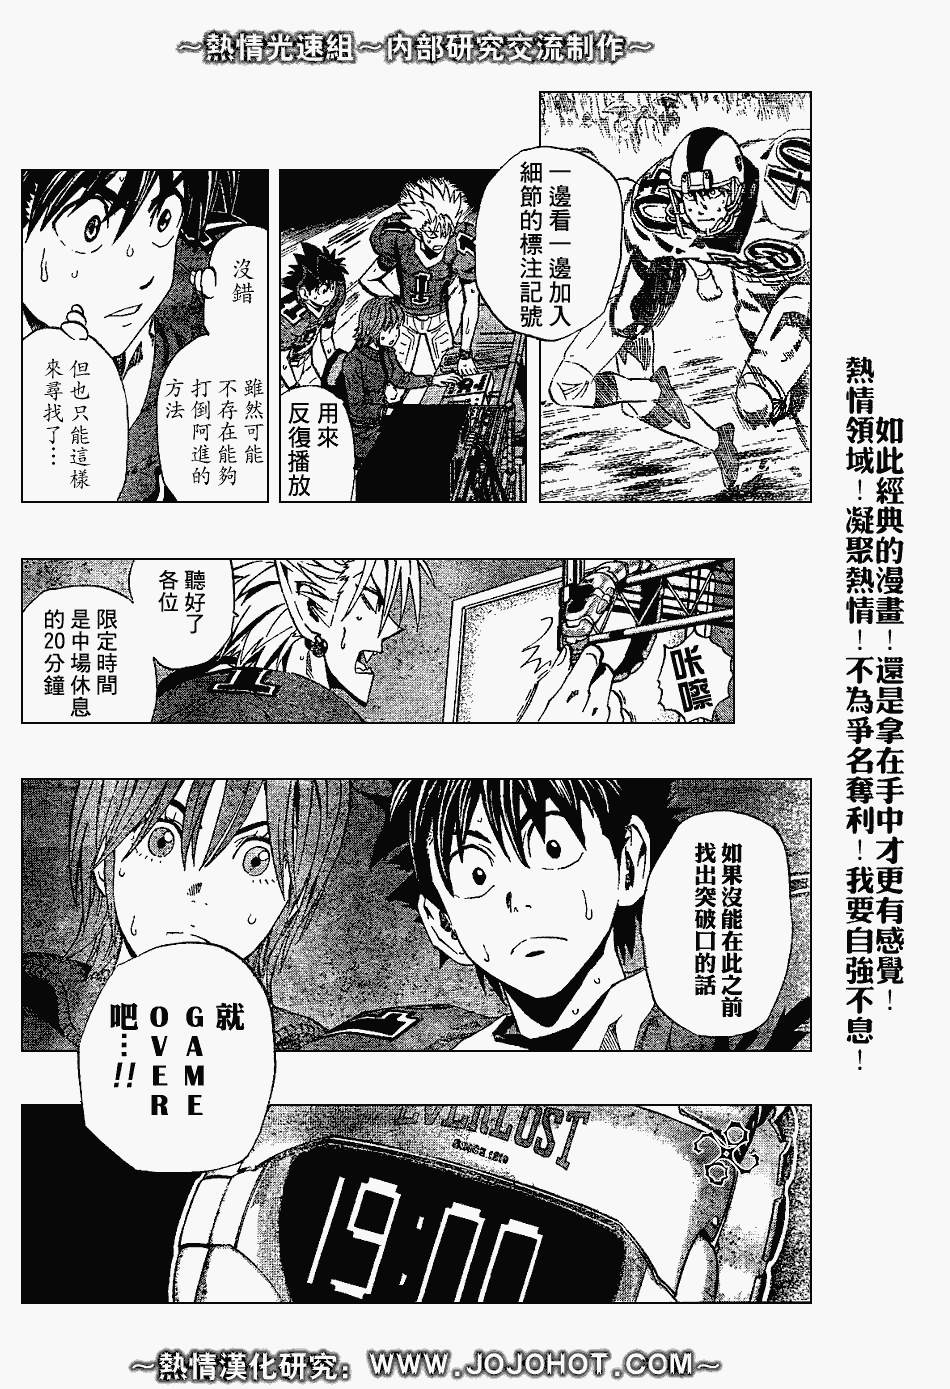 ～熱情光速組～内部研究交流制作～
一邊看一邊加入
細節的標注記號
用來
反復播放
沒錯
雖然可能
不存在能夠
打倒阿進的
方法
但也只能這樣
來尋找了…
咔嚓
聽好了
各位
限定時間
是中場休息
的20分鐘
如果沒能在此之前
找出突破口的話
就
GAME
OVER
吧…!!
EVERLOST
SINCE 1210
19:00
如此經典的漫畫！還是拿在手中才更有感覺！
熱情領域！凝聚熱情！不為爭名奪利！我要自強不息！
～熱情漢化研究：WWW.JOJOHOT.COM～